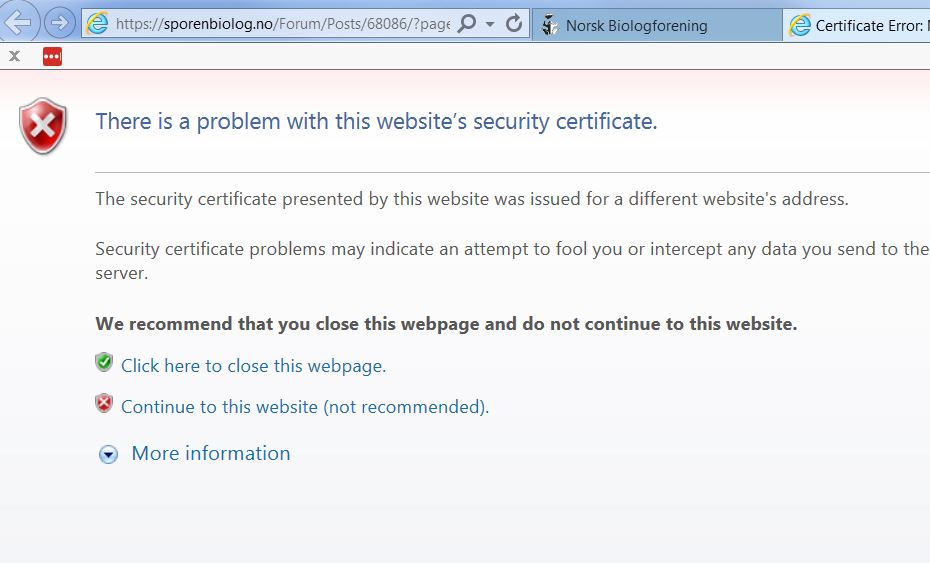 https://sporenbiolog.no/Forum/Posts/68086/?page
Norsk Biologforening
Certificate Error:
x
There is a problem with this website's security certificate.
The security certificate presented by this website was issued for a different website's address.
Security certificate problems may indicate an attempt to fool you or intercept any data you send to the
server.
We recommend that you close this webpage and do not continue to this website.
Click here to close this webpage.
Continue to this website (not recommended).
More information